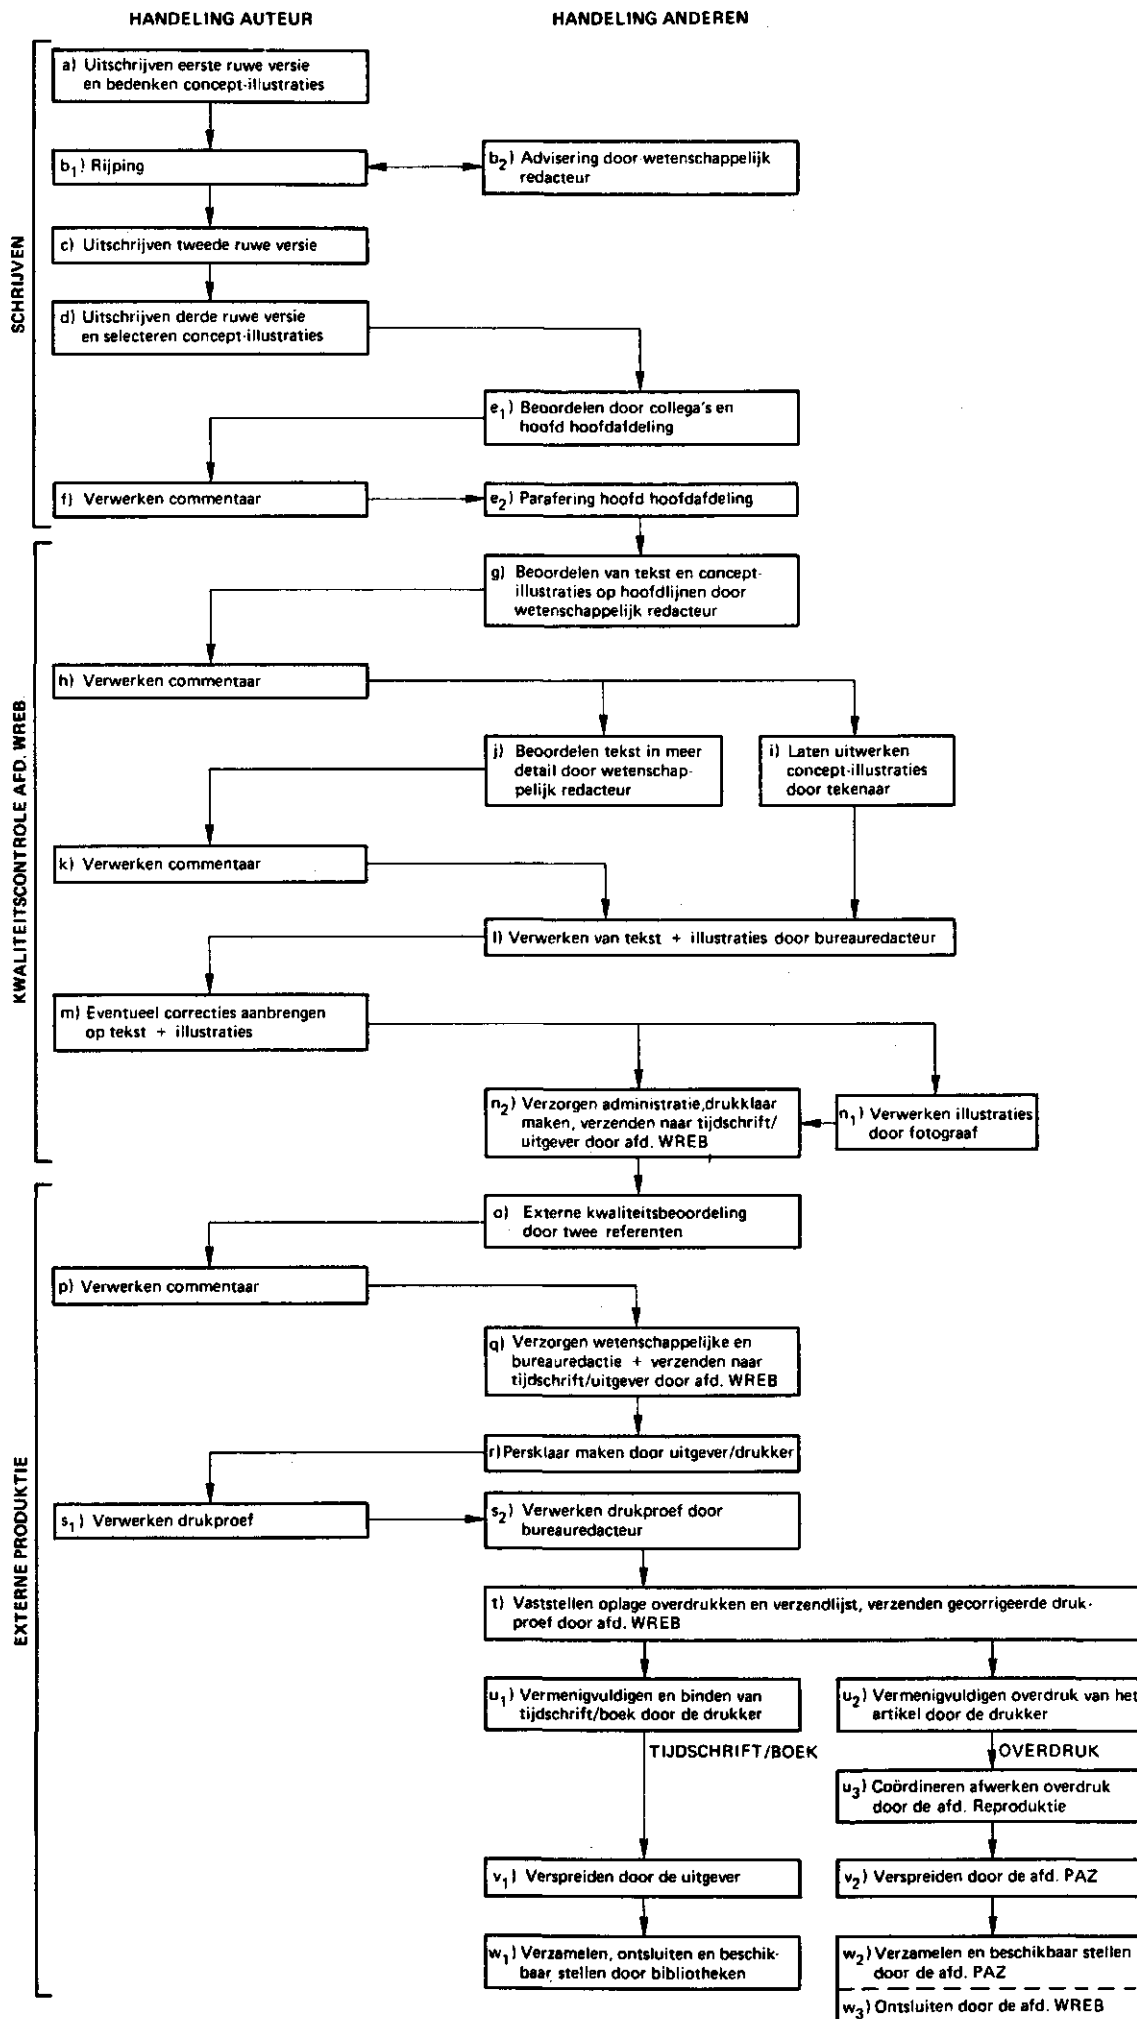 HANDELING AUTEUR
HANDELING ANDEREN
SCHRIJVEN
a) Uitschrijven eerste ruwe versie
en bedenken concept-illustraties
b1) Rijping
b2) Advisering door wetenschappelijk
redacteur
c) Uitschrijven tweede ruwe versie
d) Uitschrijven derde ruwe versie
en selecteren concept-illustraties
e1) Beoordelen door collega's en
hoofd hoofdafdeling
f) Verwerken commentaar
e2) Parafering hoofd hoofdafdeling
KWALITEITSCONTROLE AFD. WREB
g) Beoordelen van tekst en concept-
illustraties op hoofdlijnen door
wetenschappelijk redacteur
h) Verwerken commentaar
j) Beoordelen tekst in meer
detail door wetenschap-
pelijk redacteur
i) Laten uitwerken
concept-illustraties
door tekenaar
k) Verwerken commentaar
l) Verwerken van tekst + illustraties door bureauredacteur
m) Eventueel correcties aanbrengen
op tekst + illustraties
n2) Verzorgen administratie, drukklaar
maken, verzenden naar tijdschrift/
uitgever door afd. WREB
n1) Verwerken illustraties
door fotograaf
EXTERNE PRODUKTIE
o) Externe kwaliteitsbeoordeling
door twee referenten
p) Verwerken commentaar
q) Verzorgen wetenschappelijke en
bureauredactie + verzenden naar
tijdschrift/uitgever door afd. WREB
r) Persklaar maken door uitgever/drukker
s1) Verwerken drukproef
s2) Verwerken drukproef door
bureauredacteur
t) Vaststellen oplage overdrukken en verzendlijst, verzenden gecorrigeerde druk-
proef door afd. WREB
u1) Vermenigvuldigen en binden van
tijdschrift/boek door de drukker
u2) Vermenigvuldigen overdruk van het
artikel door de drukker
TIJDSCHRIFT/BOEK
OVERDRUK
u3) Coördineren afwerken overdruk
door de afd. Reproduktie
v1) Verspreiden door de uitgever
v2) Verspreiden door de afd. PAZ
w1) Verzamelen, ontsluiten en beschik-
baar stellen door bibliotheken
w2) Verzamelen en beschikbaar stellen
door de afd. PAZ
w3) Ontsluiten door de afd. WREB